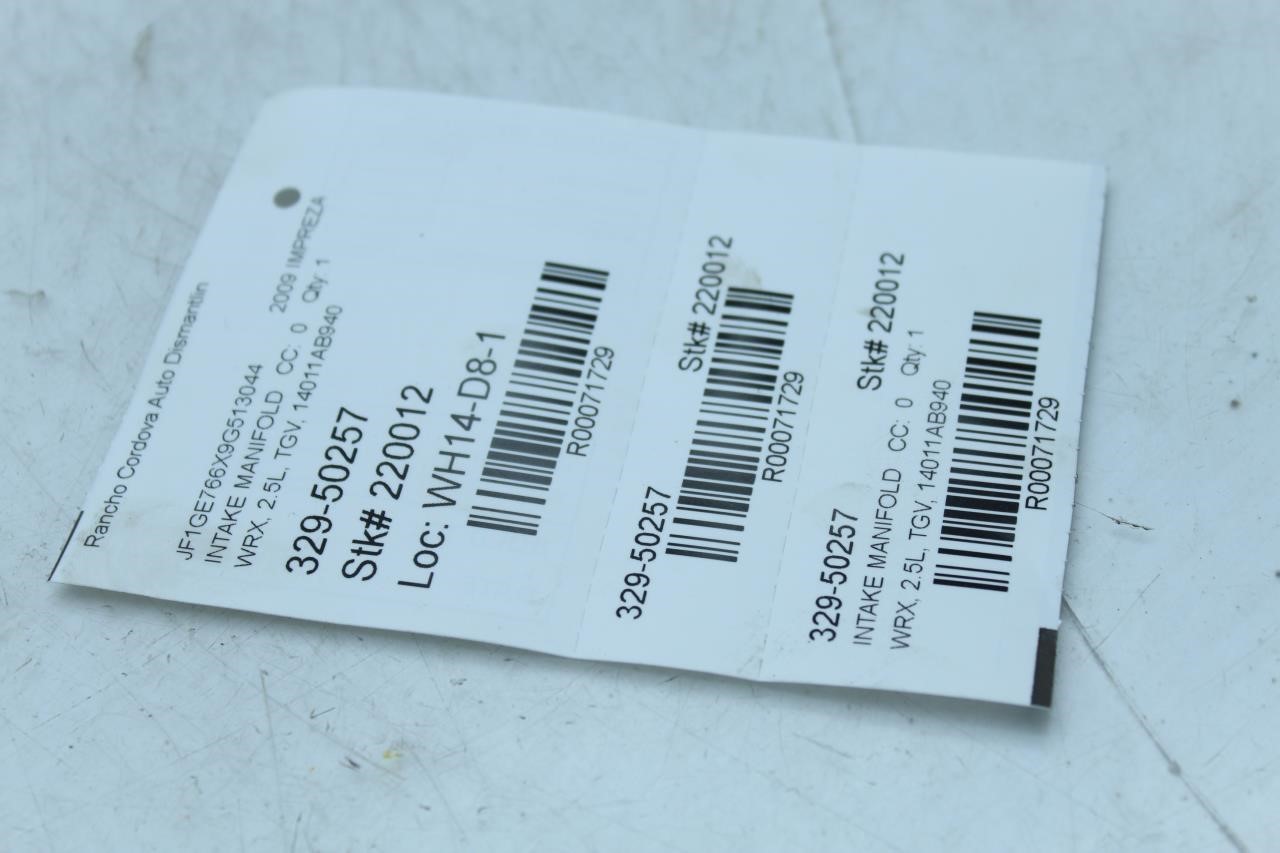 Rancho Cordova Auto Dismantlin
JF1GE766X9G513044 2009 IMPREZA
INTAKE MANIFOLD CC: 0 Qty: 1
WRX, 2.5L, TGV, 14011AB940
329-50257
Stk# 220012
Loc: WH14-D8-1
R00071729
329-50257 Stk# 220012
R00071729
329-50257 Stk# 220012
INTAKE MANIFOLD CC: 0 Qty: 1
WRX, 2.5L, TGV, 14011AB940
R00071729